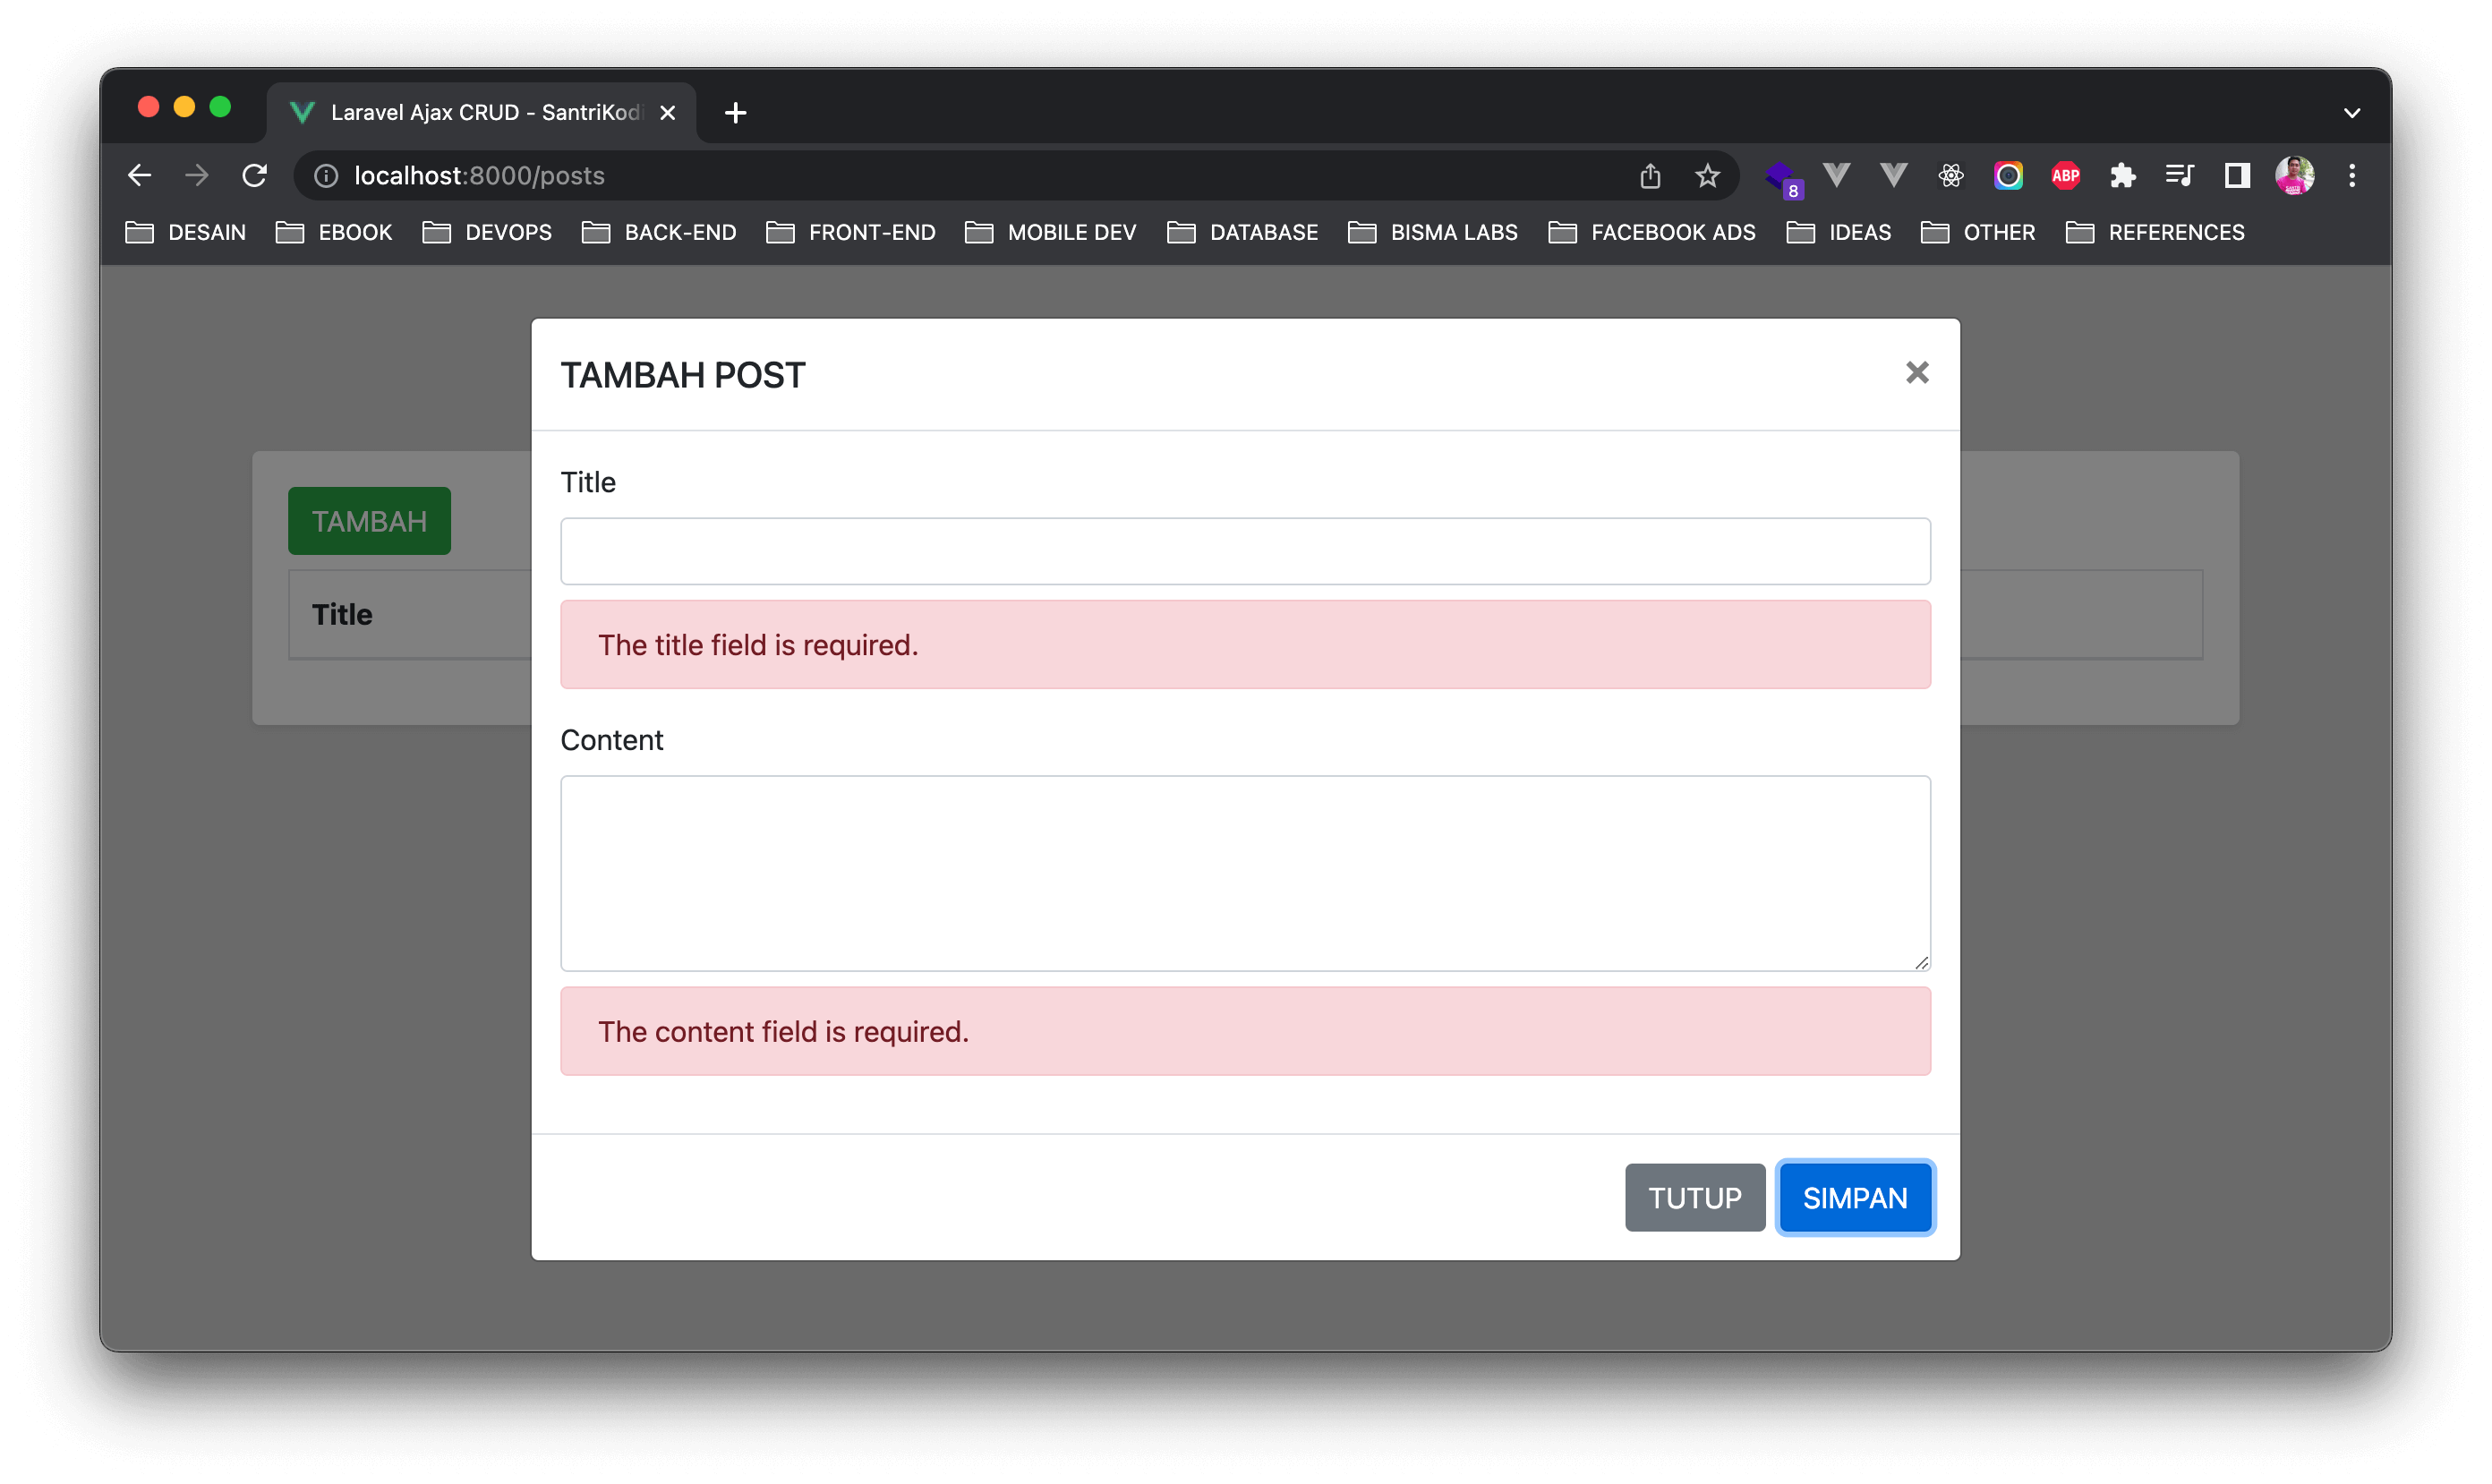 Laravel Ajax CRUD - SantriKodi
localhost:8000/posts
8
ABP
DESAIN EBOOK DEVOPS BACK-END FRONT-END MOBILE DEV DATABASE BISMA LABS FACEBOOK ADS IDEAS OTHER REFERENCES
TAMBAH POST
TAMBAH
Title
Title
The title field is required.
Content
The content field is required.
TUTUP SIMPAN